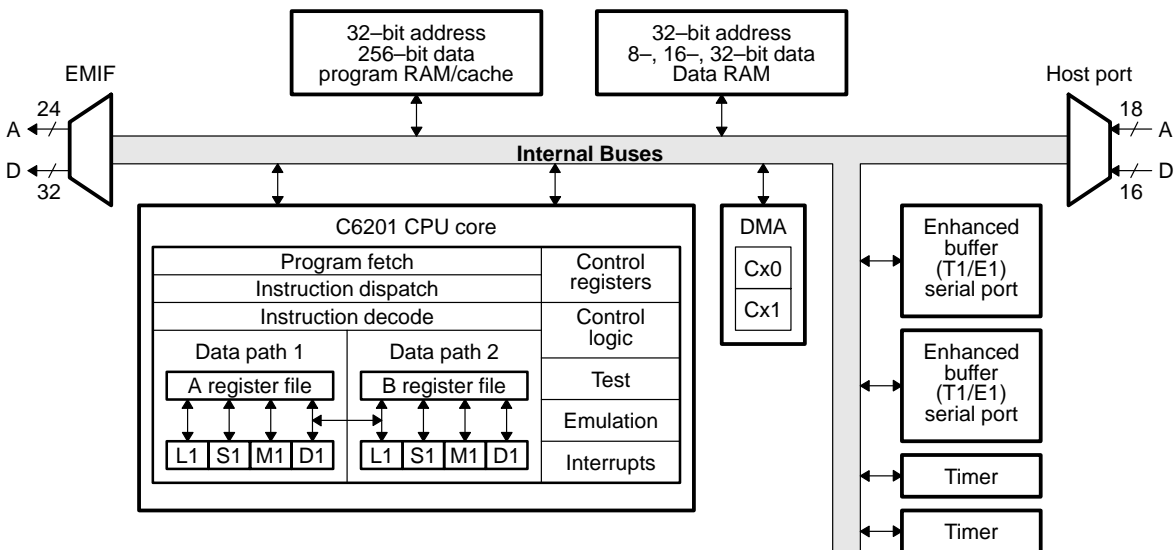 32–bit address
256–bit data
program RAM/cache
32–bit address
8–, 16–, 32–bit data
Data RAM
EMIF
Host port
24
A
D
32
18
A
D
16
Internal Buses
C6201 CPU core
Program fetch
Instruction dispatch
Instruction decode
Data path 1
A register file
L1 S1 M1 D1
Data path 2
B register file
L1 S1 M1 D1
Control
registers
Control
logic
Test
Emulation
Interrupts
DMA
Cx0
Cx1
Enhanced
buffer
(T1/E1)
serial port
Enhanced
buffer
(T1/E1)
serial port
Timer
Timer